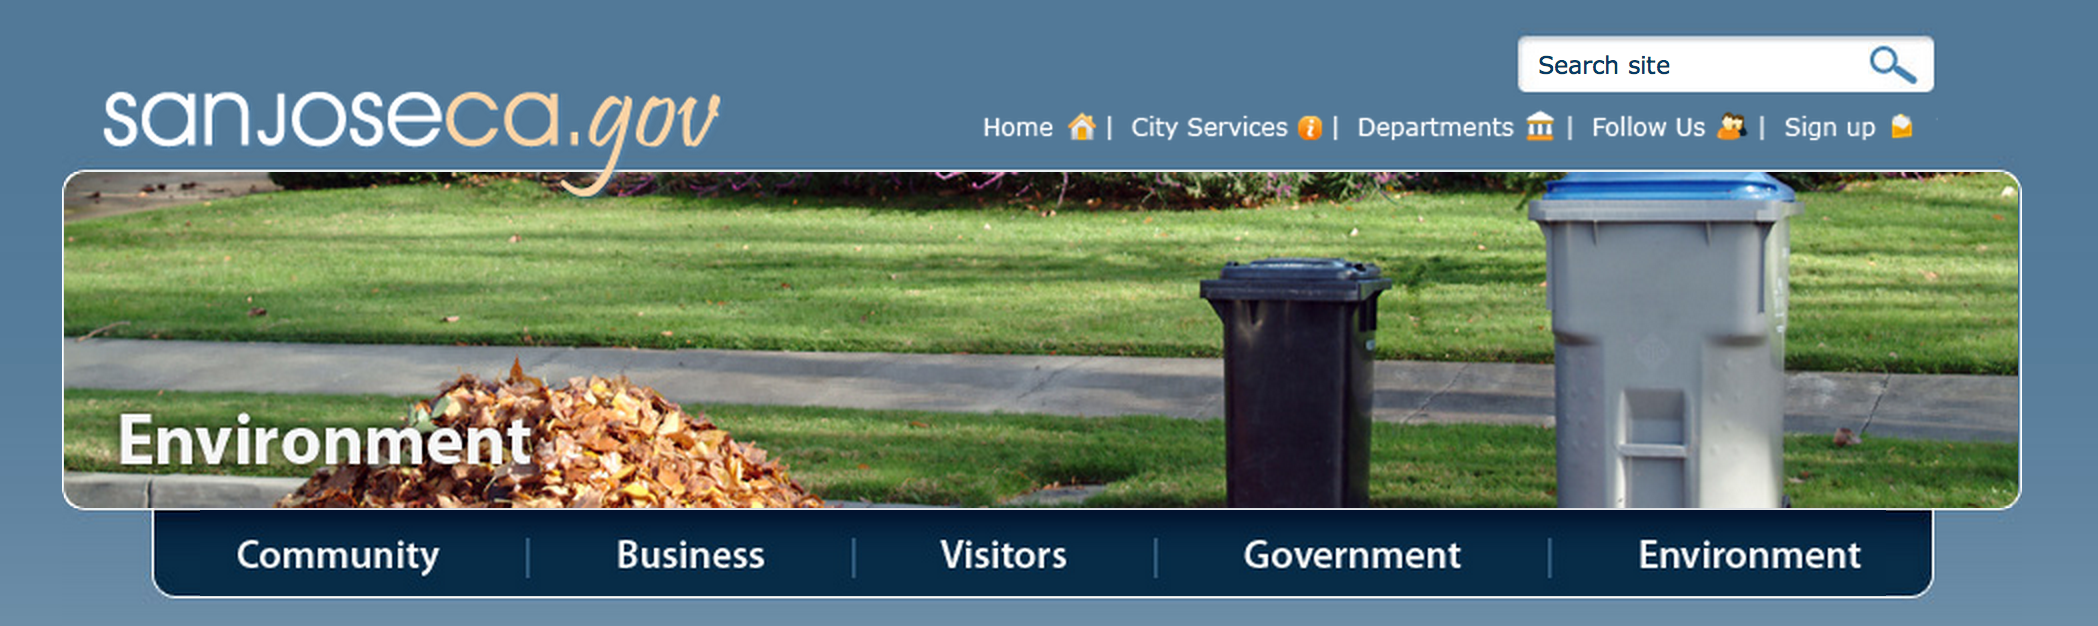 Search site
sanjoseca.gov
Home | City Services | Departments | Follow Us | Sign up
Environment
Community | Business | Visitors | Government | Environment